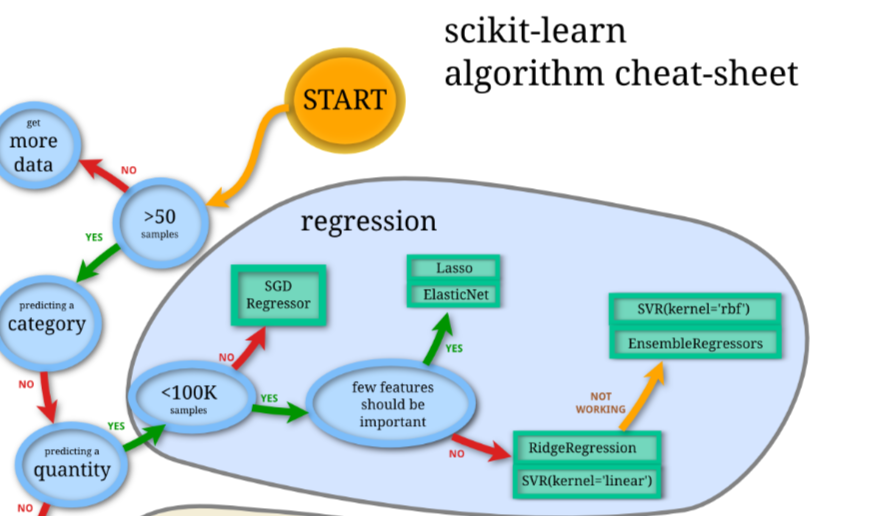 scikit-learn
algorithm cheat-sheet
START
get
more
data
NO
>50
samples
YES
predicting a
category
NO
predicting a
quantity
NO
YES
regression
<100K
samples
NO
SGD
Regressor
YES
few features
should be
important
YES
Lasso
ElasticNet
NO
RidgeRegression
SVR(kernel='linear')
NOT
WORKING
SVR(kernel='rbf')
EnsembleRegressors